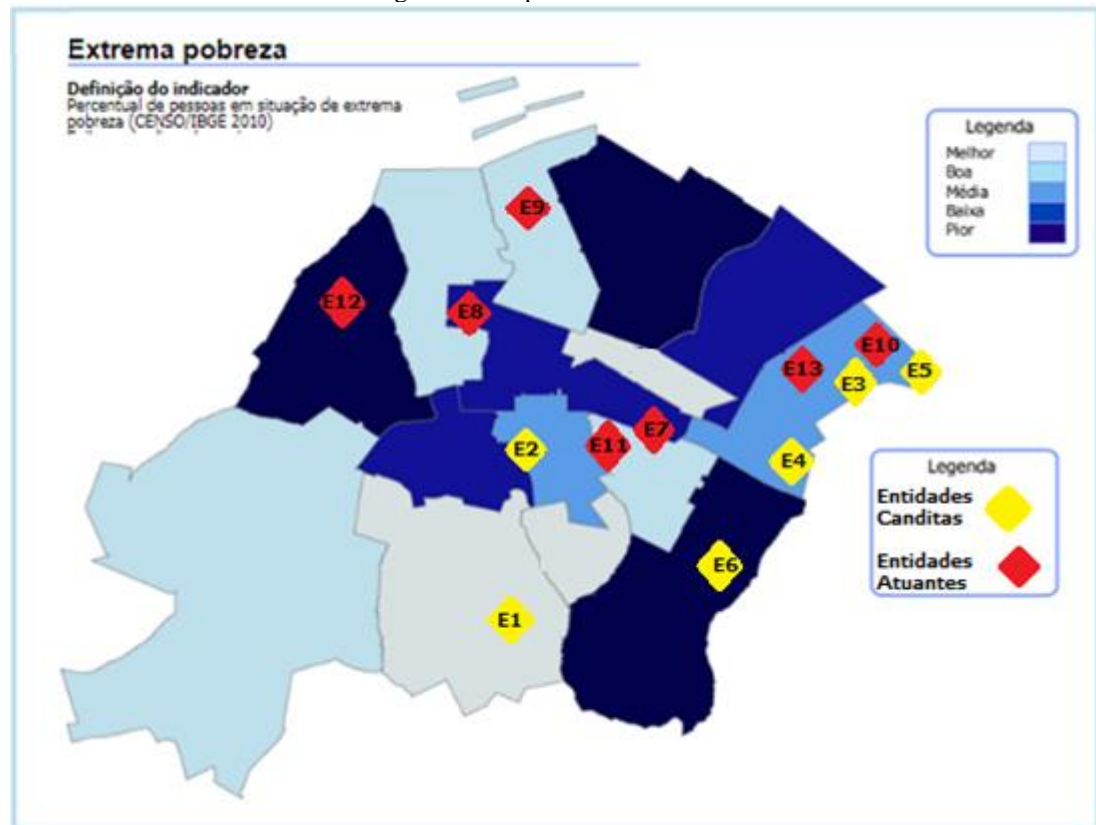 Extrema pobreza
Definição do indicador
Percentual de pessoas em situação de extrema
pobreza (CENSO/IBGE 2010)
Legenda
Melhor
Boa
Média
Baixa
Pior
E9
E12
E8
E10
E13
E3
E5
E7
E11
E2
E4
E6
E1
Legenda
Entidades
Canditas
Entidades
Atuantes